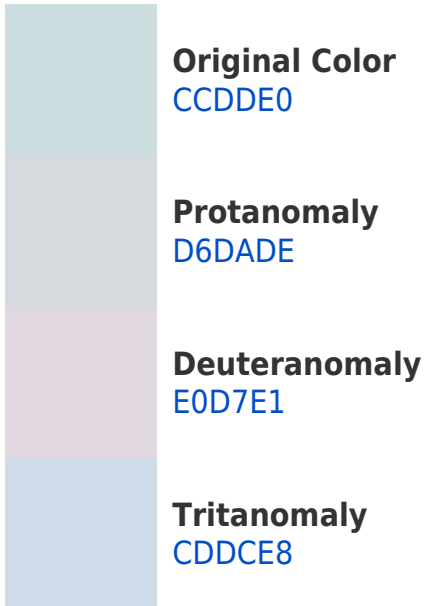 Original Color
CCDDE0
Protanomaly
D6DADE
Deuteranomaly
E0D7E1
Tritanomaly
CDDCE8